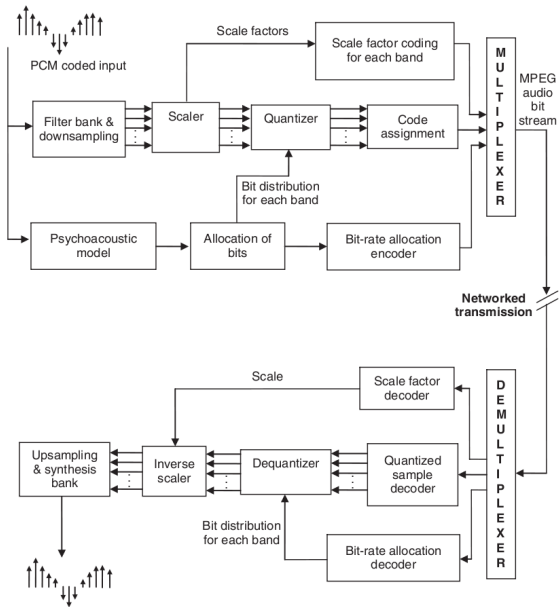 PCM coded input
Scale factors
Scale factor coding
for each band
MULTIPLEXER
MPEG
audio
bit
stream
Filter bank &
downsampling
Scaler
Quantizer
Code
assignment
Bit distribution
for each band
Psychoacoustic
model
Allocation of
bits
Bit-rate allocation
encoder
Networked
transmission
Scale
Scale factor
decoder
DEMULTIPLEXER
Upsampling
& synthesis
bank
Inverse
scaler
Dequantizer
Quantized
sample
decoder
Bit distribution
for each band
Bit-rate allocation
decoder